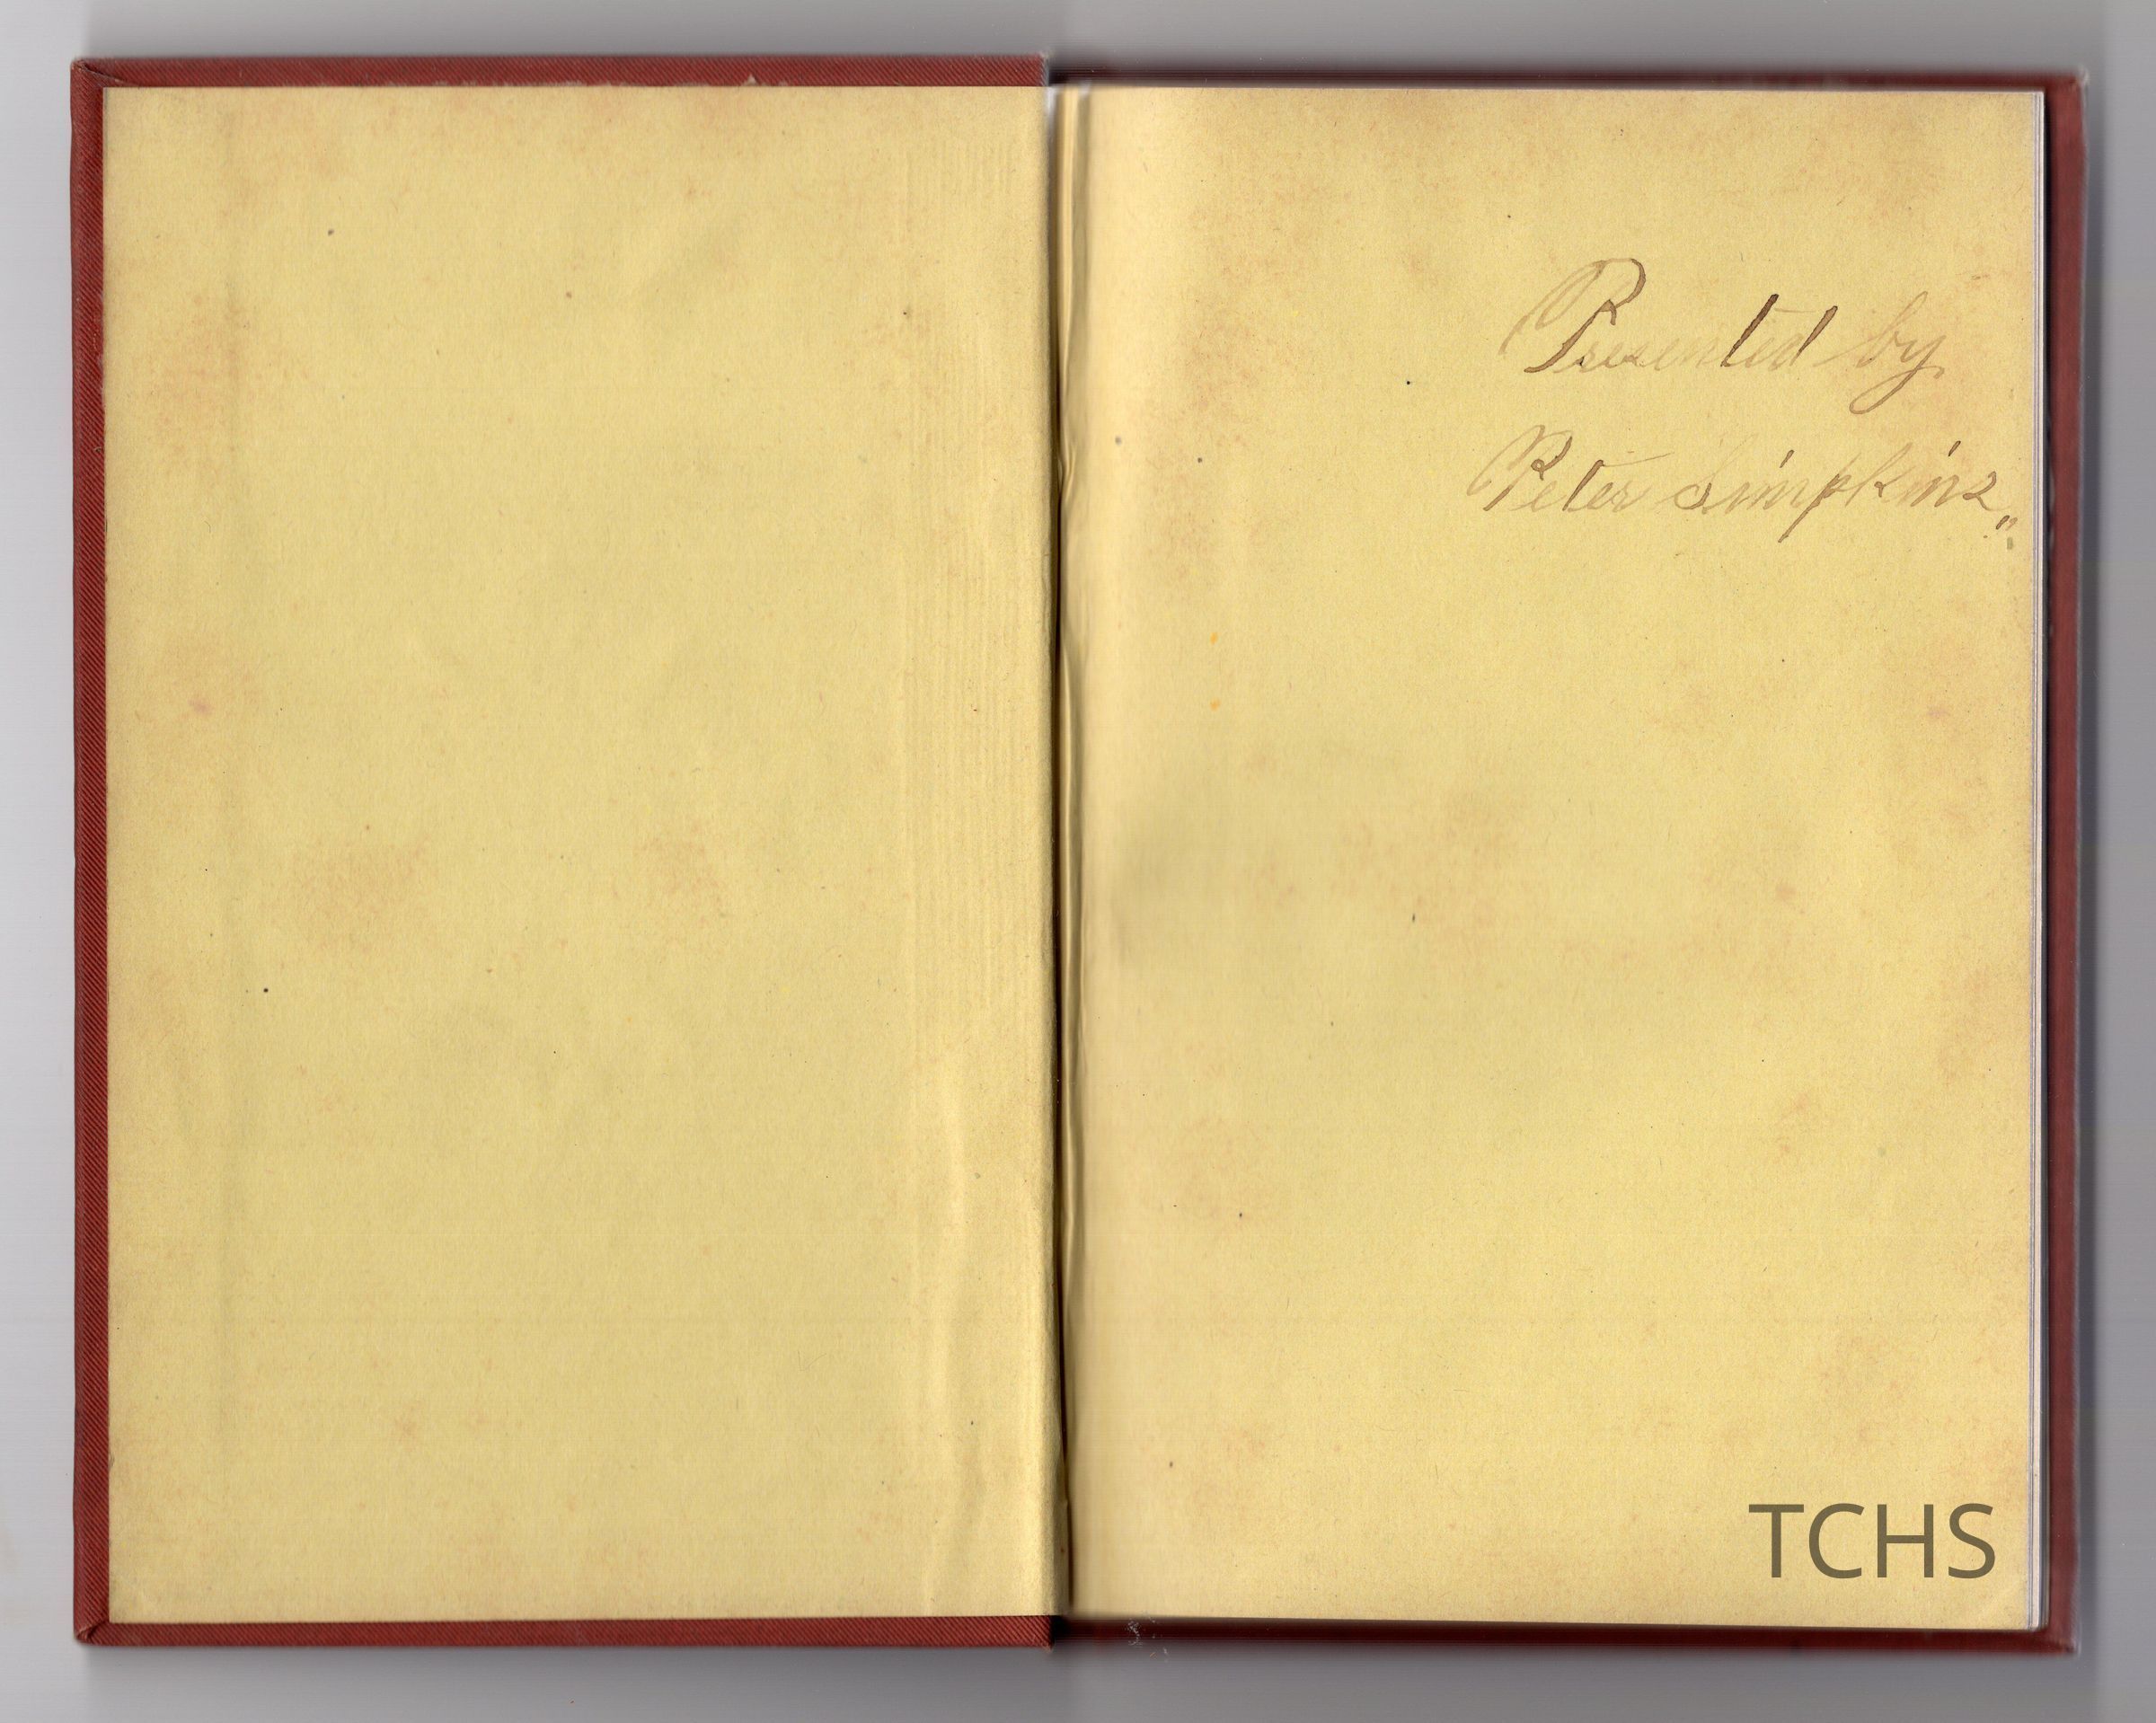 Presented by
Peter Simpkins„
TCHS